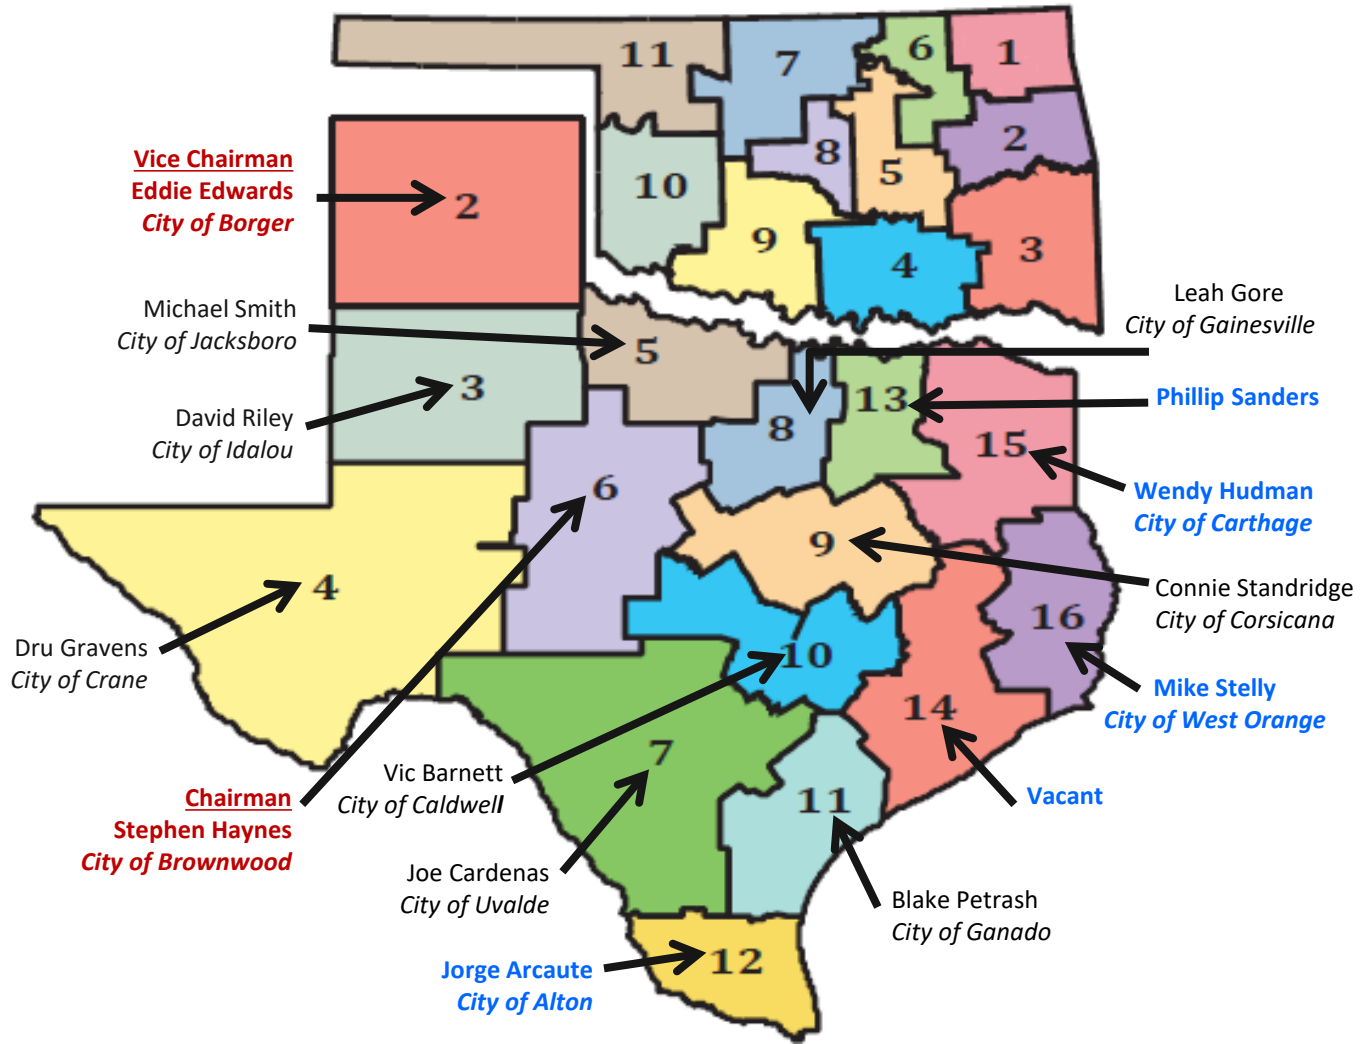 11
7
6
1
2
8
5
10
9
4
3
Vice Chairman
Eddie Edwards
City of Borger
2
Michael Smith
City of Jacksboro
5
Leah Gore
City of Gainesville
David Riley
City of Idalou
3
8
13
Phillip Sanders
15
Wendy Hudman
City of Carthage
6
9
Connie Standridge
City of Corsicana
4
Dru Gravens
City of Crane
10
16
Mike Stelly
City of West Orange
14
Vacant
7
Vic Barnett
City of Caldwell
Chairman
Stephen Haynes
City of Brownwood
11
Joe Cardenas
City of Uvalde
Blake Petrash
City of Ganado
12
Jorge Arcaute
City of Alton